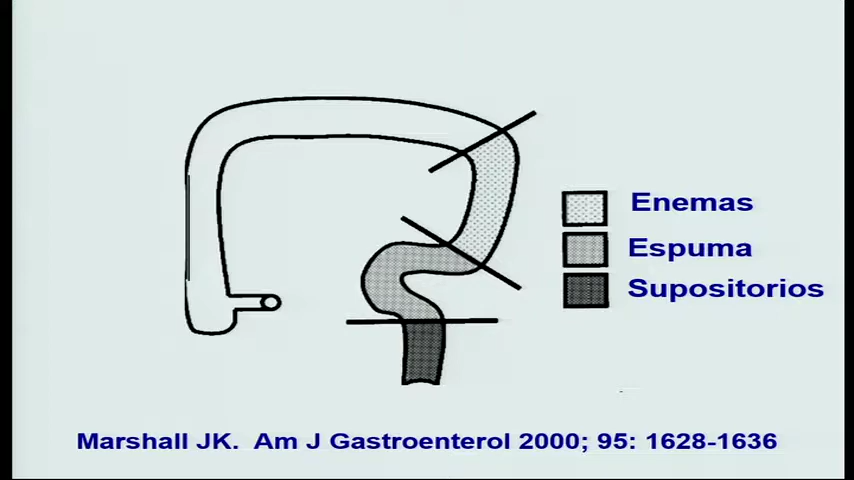 Enemas
Espuma
Supositorios
Marshall JK. Am J Gastroenterol 2000; 95: 1628-1636